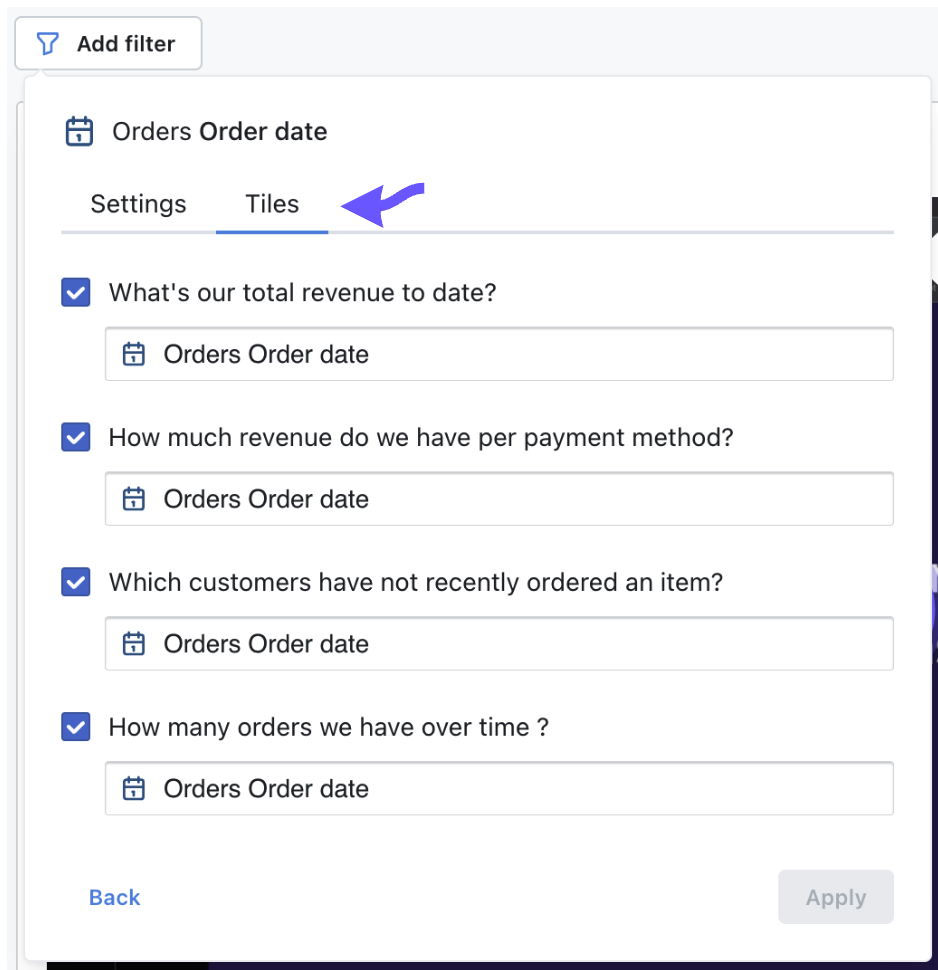 Add filter
Orders Order date
Settings Tiles
What's our total revenue to date?
Orders Order date
How much revenue do we have per payment method?
Orders Order date
Which customers have not recently ordered an item?
Orders Order date
How many orders we have over time ?
Orders Order date
Back Apply